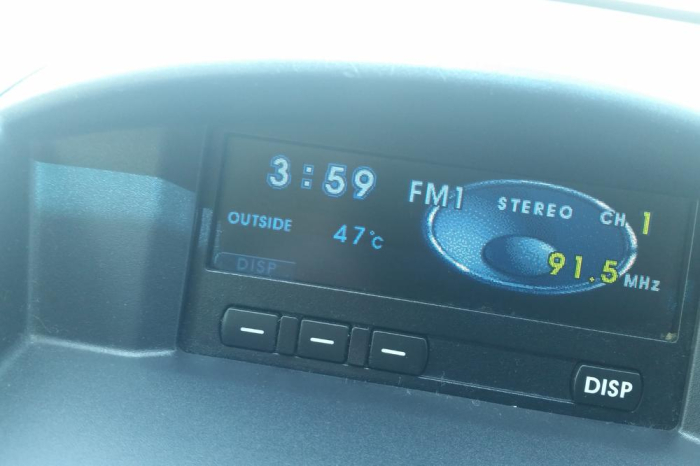 3:59
FM1 STEREO CH 1
OUTSIDE 47°C
91.5 MHz
DISP
DISP